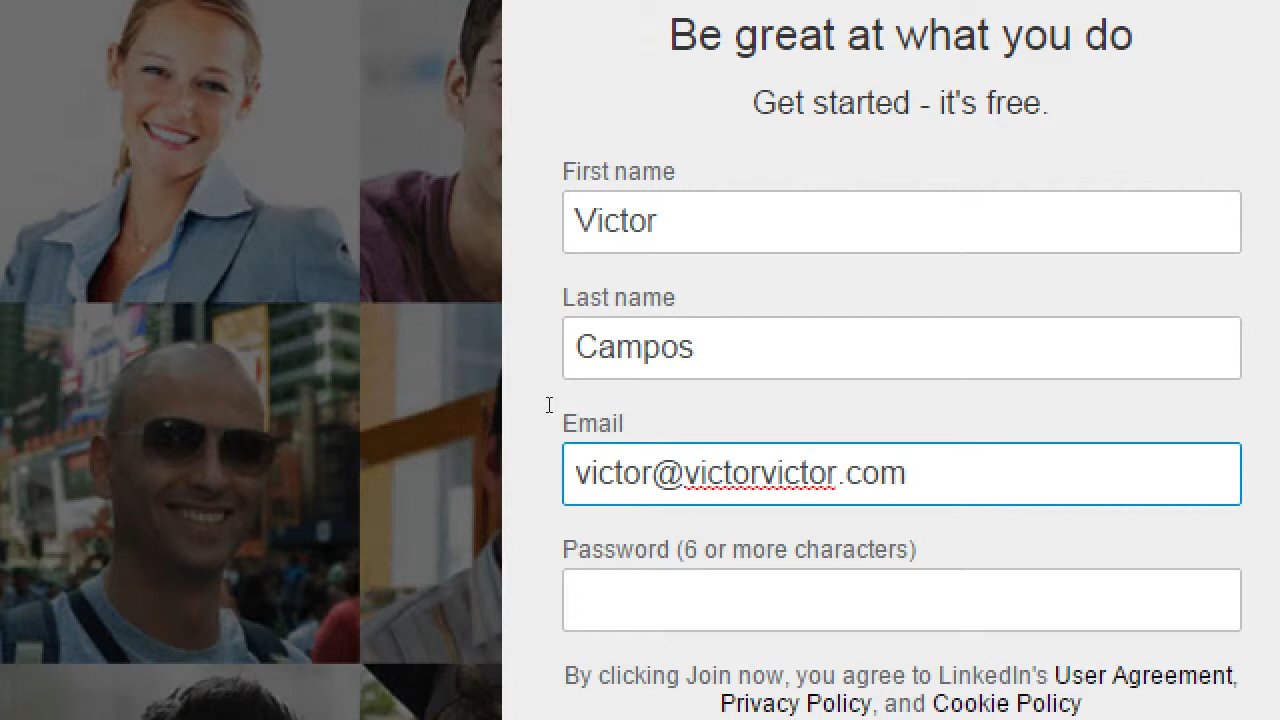 Be great at what you do
Get started - it's free.
First name
Victor
Last name
Campos
Email
victor@victorvictor.com
Password (6 or more characters)
By clicking Join now, you agree to LinkedIn's User Agreement,
Privacy Policy, and Cookie Policy